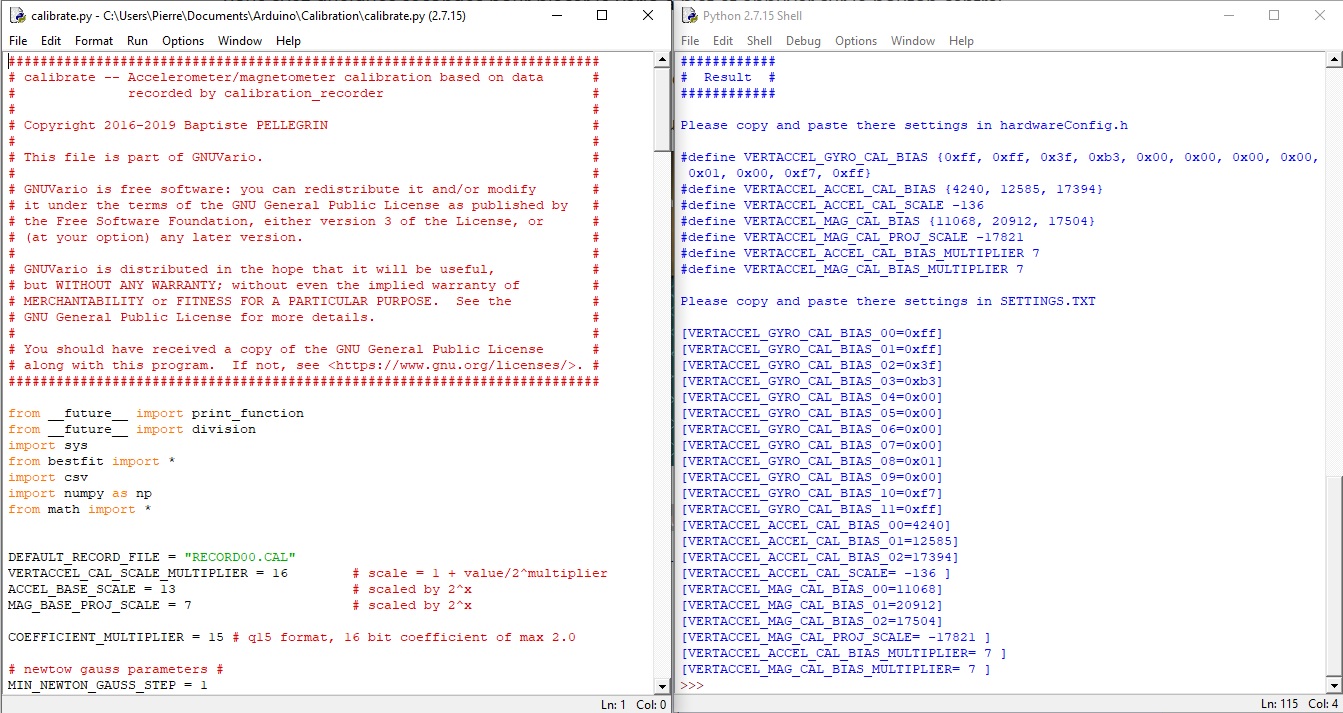 calibrate.py - C:\Users\Pierre\Documents\Arduino\Calibration\calibrate.py (2.7.15)
File Edit Format Run Options Window Help
##########################################################################
# calibrate -- Accelerometer/magnetometer calibration based on data #
# recorded by calibration_recorder #
# #
# Copyright 2016-2019 Baptiste PELLEGRIN #
# #
# This file is part of GNUVario. #
# #
# GNUVario is free software: you can redistribute it and/or modify #
# it under the terms of the GNU General Public License as published by #
# the Free Software Foundation, either version 3 of the License, or #
# (at your option) any later version. #
# #
# GNUVario is distributed in the hope that it will be useful, #
# but WITHOUT ANY WARRANTY; without even the implied warranty of #
# MERCHANTABILITY or FITNESS FOR A PARTICULAR PURPOSE. See the #
# GNU General Public License for more details. #
# #
# You should have received a copy of the GNU General Public License #
# along with this program. If not, see <https://www.gnu.org/licenses/>. #
##########################################################################
from __future__ import print_function
from __future__ import division
import sys
from bestfit import *
import csv
import numpy as np
from math import *
DEFAULT_RECORD_FILE = "RECORD00.CAL"
VERTACCEL_CAL_SCALE_MULTIPLIER = 16 # scale = 1 + value/2^multiplier
ACCEL_BASE_SCALE = 13 # scaled by 2^x
MAG_BASE_PROJ_SCALE = 7 # scaled by 2^x
COEFFICIENT_MULTIPLIER = 15 # q15 format, 16 bit coefficient of max 2.0
# newtow gauss parameters #
MIN_NEWTON_GAUSS_STEP = 1
Ln: 1 Col: 0
Python 2.7.15 Shell
File Edit Shell Debug Options Window Help
############
# Result #
############
Please copy and paste there settings in hardwareConfig.h
#define VERTACCEL_GYRO_CAL_BIAS {0xff, 0xff, 0x3f, 0xb3, 0x00, 0x00, 0x00, 0x00,
0x01, 0x00, 0xf7, 0xff}
#define VERTACCEL_ACCEL_CAL_BIAS {4240, 12585, 17394}
#define VERTACCEL_ACCEL_CAL_SCALE -136
#define VERTACCEL_MAG_CAL_BIAS {11068, 20912, 17504}
#define VERTACCEL_MAG_CAL_PROJ_SCALE -17821
#define VERTACCEL_ACCEL_CAL_BIAS_MULTIPLIER 7
#define VERTACCEL_MAG_CAL_BIAS_MULTIPLIER 7
Please copy and paste there settings in SETTINGS.TXT
[VERTACCEL_GYRO_CAL_BIAS_00=0xff]
[VERTACCEL_GYRO_CAL_BIAS_01=0xff]
[VERTACCEL_GYRO_CAL_BIAS_02=0x3f]
[VERTACCEL_GYRO_CAL_BIAS_03=0xb3]
[VERTACCEL_GYRO_CAL_BIAS_04=0x00]
[VERTACCEL_GYRO_CAL_BIAS_05=0x00]
[VERTACCEL_GYRO_CAL_BIAS_06=0x00]
[VERTACCEL_GYRO_CAL_BIAS_07=0x00]
[VERTACCEL_GYRO_CAL_BIAS_08=0x01]
[VERTACCEL_GYRO_CAL_BIAS_09=0x00]
[VERTACCEL_GYRO_CAL_BIAS_10=0xf7]
[VERTACCEL_GYRO_CAL_BIAS_11=0xff]
[VERTACCEL_ACCEL_CAL_BIAS_00=4240]
[VERTACCEL_ACCEL_CAL_BIAS_01=12585]
[VERTACCEL_ACCEL_CAL_BIAS_02=17394]
[VERTACCEL_ACCEL_CAL_SCALE= -136 ]
[VERTACCEL_MAG_CAL_BIAS_00=11068]
[VERTACCEL_MAG_CAL_BIAS_01=20912]
[VERTACCEL_MAG_CAL_BIAS_02=17504]
[VERTACCEL_MAG_CAL_PROJ_SCALE= -17821 ]
[VERTACCEL_ACCEL_CAL_BIAS_MULTIPLIER= 7 ]
[VERTACCEL_MAG_CAL_BIAS_MULTIPLIER= 7 ]
>>>
Ln: 115 Col: 4